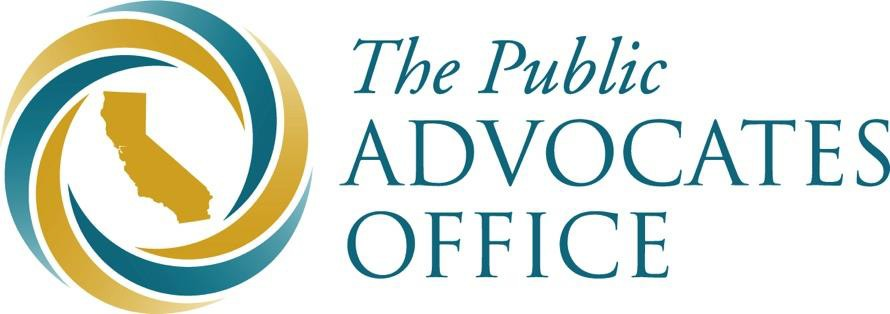 The Public
ADVOCATES
OFFICE